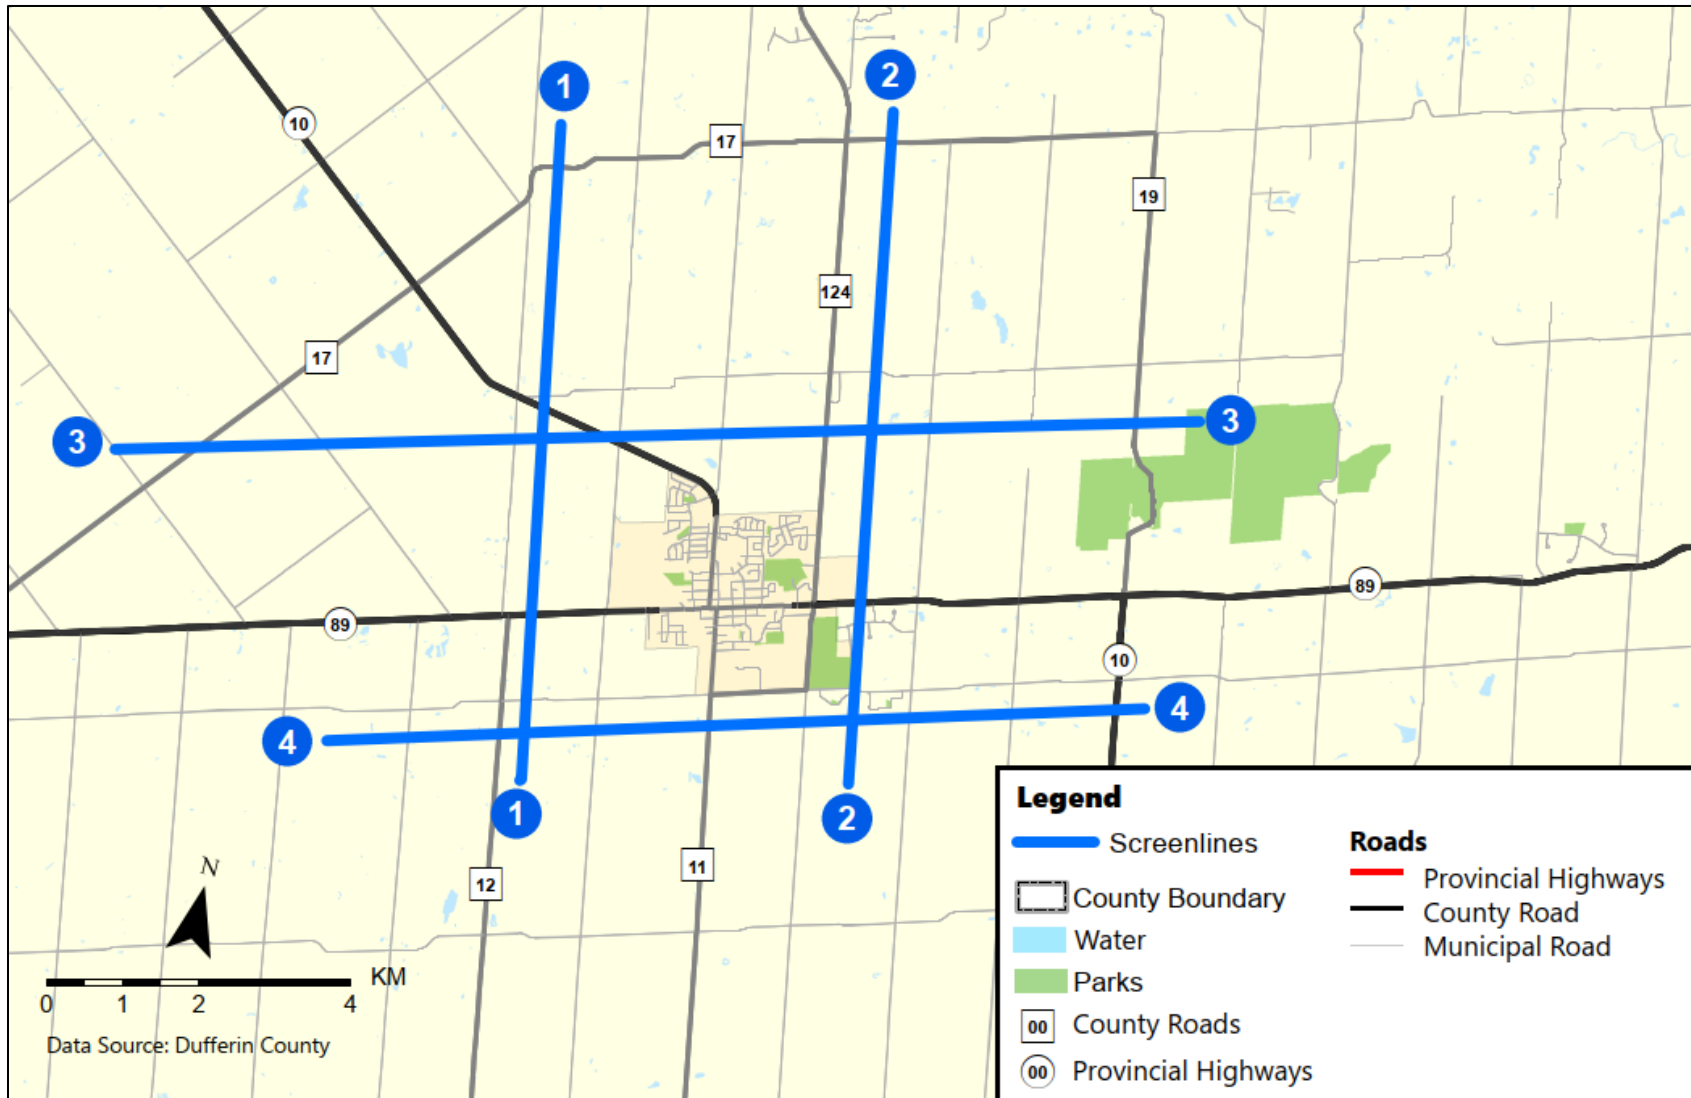 2
1
10
17
19
124
17
3
3
89
89
10
4
4
1
2
11
12
N
KM
0 1 2 4
Data Source: Dufferin County
Legend
Screenlines
County Boundary
Water
Parks
00 County Roads
00 Provincial Highways
Roads
Provincial Highways
County Road
Municipal Road